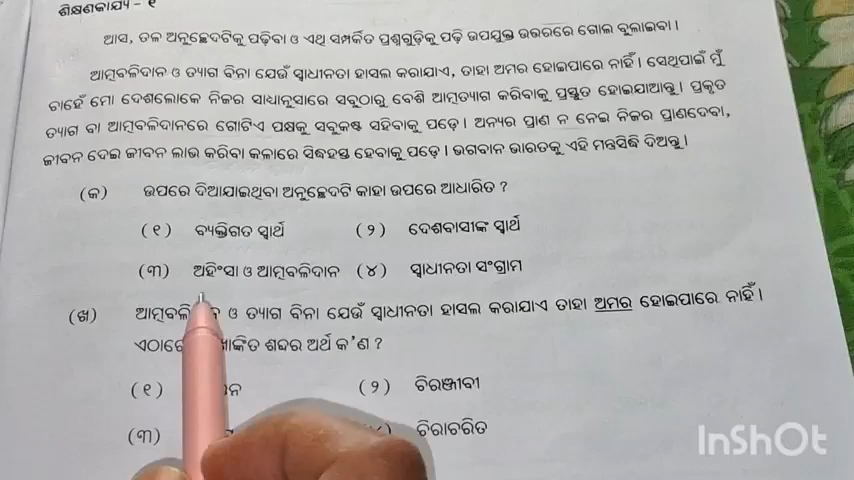 ଶିକ୍ଷଣକାଯ୍ୟ - ୧
ଆସ, ତଳ ଅନୁଚ୍ଛେଦଟିକୁ ପଢ଼ିବା ଓ ଏଥି ସମ୍ପର୍କିତ ପ୍ରଶ୍ନଗୁଡ଼ିକୁ ପଢ଼ି ଉପଯୁକ୍ତ ଉତ୍ତରରେ ଗୋଲ ବୁଲାଇବା ।
ଆତ୍ମବଳିଦାନ ଓ ତ୍ୟାଗ ବିନା ଯେଉଁ ସ୍ୱାଧୀନତା ହାସଲ କରାଯାଏ, ତାହା ଅମର ହୋଇପାରେ ନାହିଁ । ସେଥିପାଇଁ ମୁଁ
ଚାହେଁ ମୋ ଦେଶଲୋକେ ନିଜର ସାଧ୍ୟାନୁସାରେ ସବୁଠାରୁ ବେଶି ଆତ୍ମତ୍ୟାଗ କରିବାକୁ ପ୍ରସ୍ତୁତ ହୋଇଯାଆନ୍ତୁ । ପ୍ରକୃତ
ତ୍ୟାଗ ବା ଆତ୍ମବଳିଦାନରେ ଗୋଟିଏ ପକ୍ଷକୁ ସବୁକଷ୍ଟ ସହିବାକୁ ପଡ଼େ । ଅନ୍ୟର ପ୍ରାଣ ନ ନେଇ ନିଜର ପ୍ରାଣଦେବା,
ଜୀବନ ଦେଇ ଜୀବନ ଲାଭ କରିବା କଳାରେ ସିଦ୍ଧହସ୍ତ ହେବାକୁ ପଡ଼େ । ଭଗବାନ ଭାରତକୁ ଏହି ମନ୍ତ୍ରସିଦ୍ଧି ଦିଅନ୍ତୁ ।
(କ) ଉପରେ ଦିଆଯାଇଥିବା ଅନୁଚ୍ଛେଦଟି କାହା ଉପରେ ଆଧାରିତ ?
(୧) ବ୍ୟକ୍ତିଗତ ସ୍ୱାର୍ଥ (୨) ଦେଶବାସୀଙ୍କ ସ୍ୱାର୍ଥ
(୩) ଅହିଂସା ଓ ଆତ୍ମବଳିଦାନ (୪) ସ୍ୱାଧୀନତା ସଂଗ୍ରାମ
(ଖ) ଓ ତ୍ୟାଗ ବିନା ଯେଉଁ ସ୍ୱାଧୀନତା ହାସଲ କରାଯାଏ ତାହା ଅମର ହୋଇପାରେ ନାହିଁ ।
ଶବ୍ଦର ଅର୍ଥ କ'ଣ ?
(୧) (୨) ଚିରଞ୍ଜୀବୀ
(୩) ଚିରାଚରିତ
InShOt